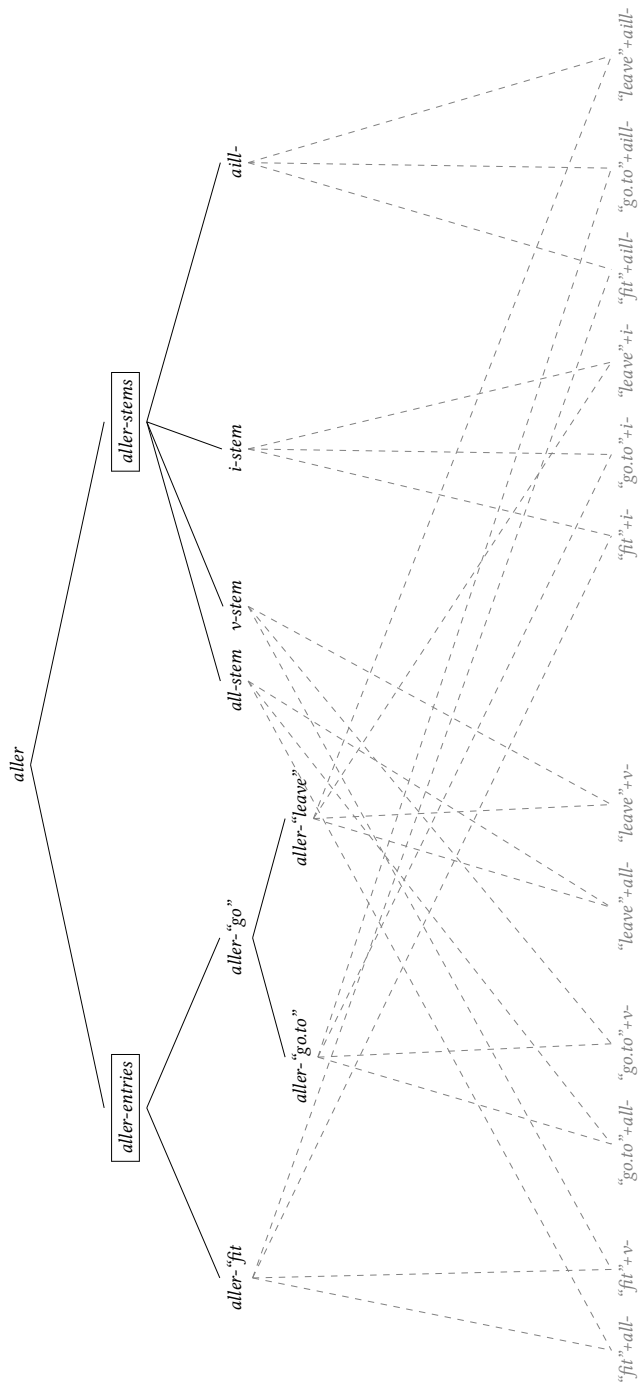 aller
aller-entries
aller-stems
aller-“fit
aller-“go”
all-stem
v-stem
i-stem
aill-
aller-“go.to”
aller-“leave”
“fit”+all-
“fit”+v-
“go.to”+all-
“go.to”+v-
“leave”+all-
“leave”+v-
“fit”+i-
“go.to”+i-
“leave”+i-
“fit”+aill-
“go.to”+aill-
“leave”+aill-